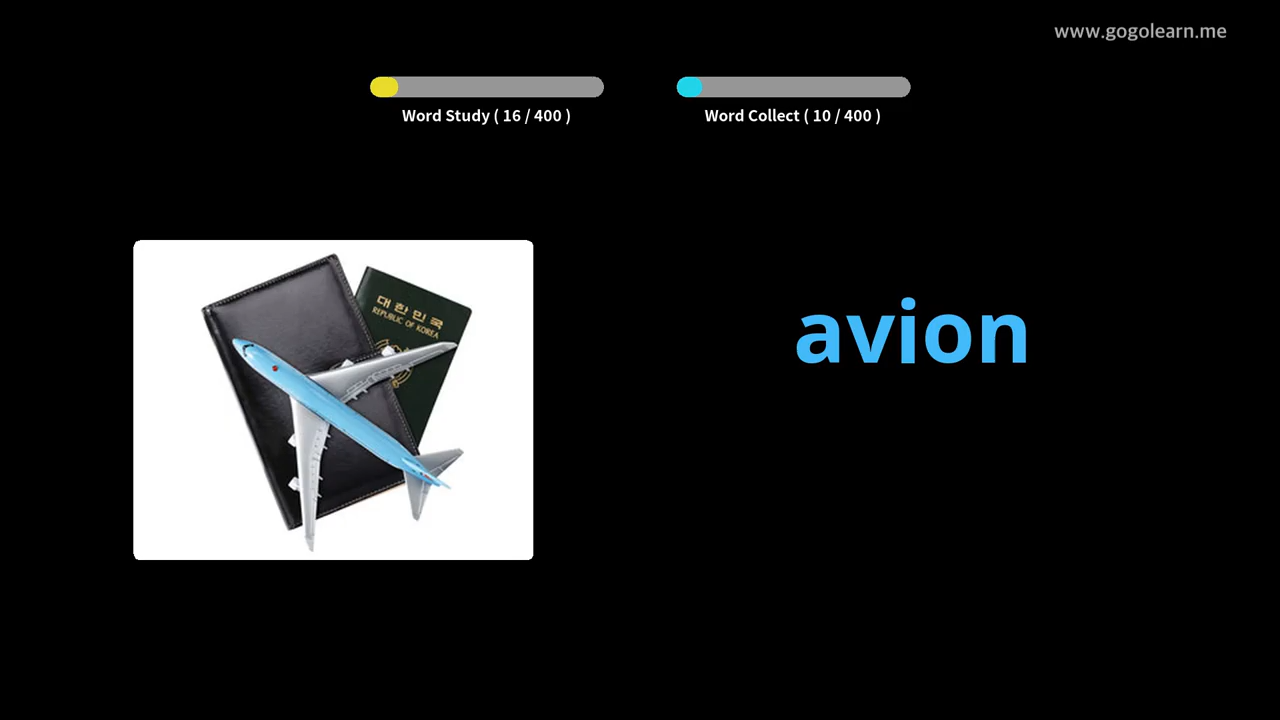 www.gogolearn.me
Word Study ( 16 / 400 )
Word Collect ( 10 / 400 )
대한민국
REPUBLIC OF KOREA
avion